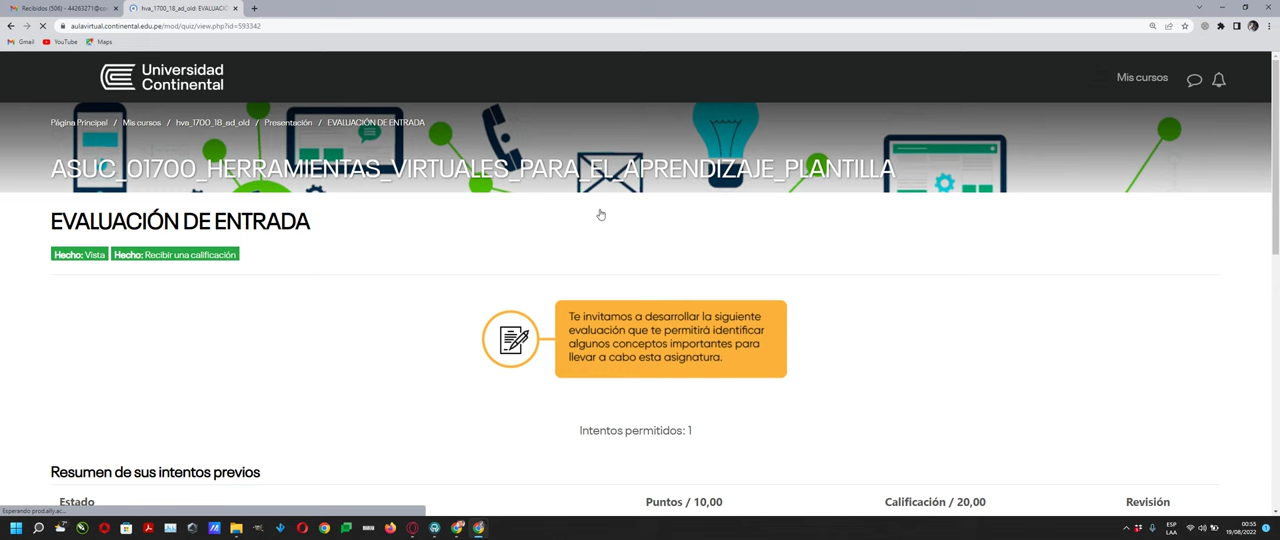 Recibidos (506) - 44263271@con
hva_1700_18_ad_old: EVALUACIÓ
aulavirtual.continental.edu.pe/mod/quiz/view.php?id=593342
Gmail YouTube Maps
Universidad
Continental
Mis cursos
Página Principal / Mis cursos / hva_1700_18_ad_old / Presentación / EVALUACIÓN DE ENTRADA
ASUC_01700_HERRAMIENTAS_VIRTUALES_PARA_EL_APRENDIZAJE_PLANTILLA
EVALUACIÓN DE ENTRADA
Hecho: Vista Hecho: Recibir una calificación
Te invitamos a desarrollar la siguiente
evaluación que te permitirá identificar
algunos conceptos importantes para
llevar a cabo esta asignatura.
Intentos permitidos: 1
Resumen de sus intentos previos
Estado Puntos / 10,00 Calificación / 20,00 Revisión
Esperando prod.ally.ac...
ESP
LAA
00:55
19/08/2022